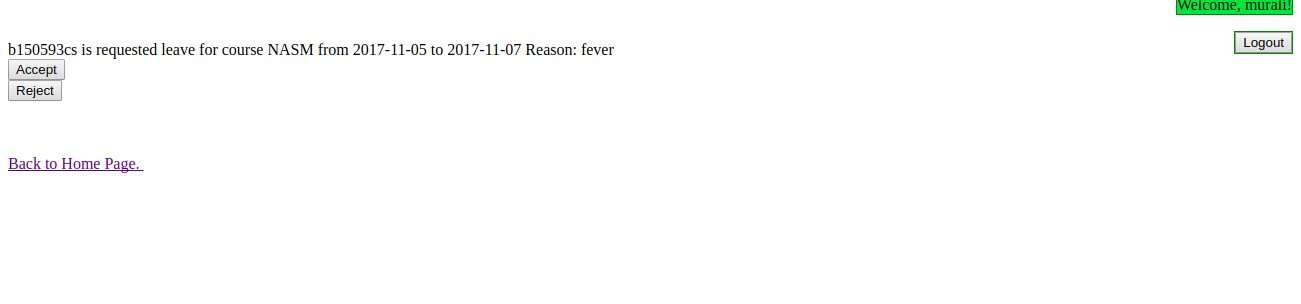 Welcome, murali!
b150593cs is requested leave for course NASM from 2017-11-05 to 2017-11-07 Reason: fever
Logout
Accept
Reject
Back to Home Page.